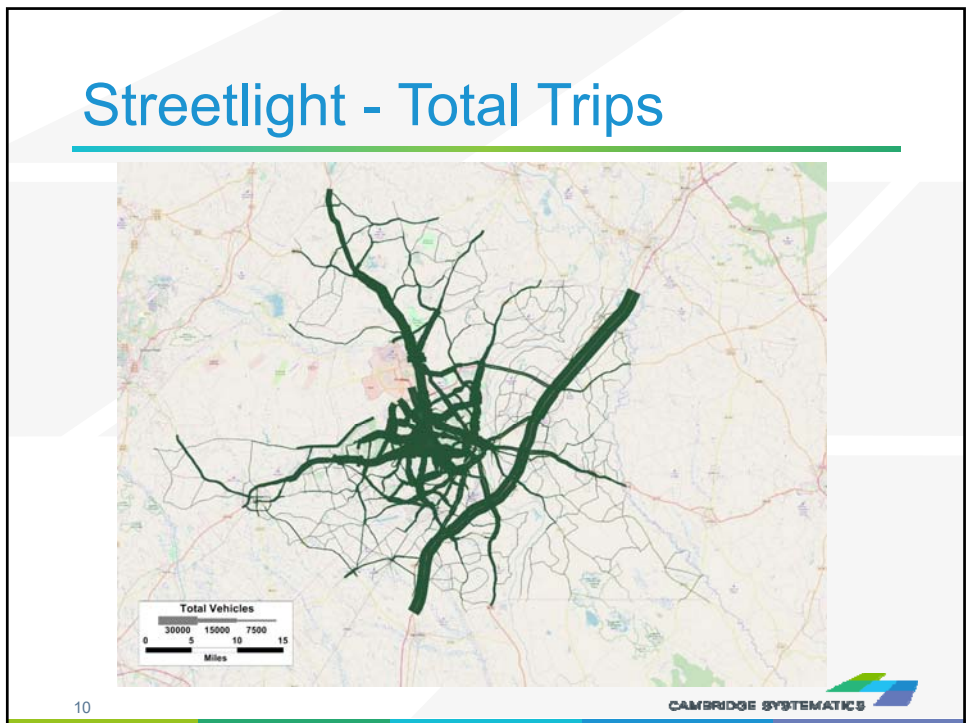 Streetlight - Total Trips
Total Vehicles
30000 15000 7500
0 5 10 15
Miles
10
CAMBRIDGE SYSTEMATICS